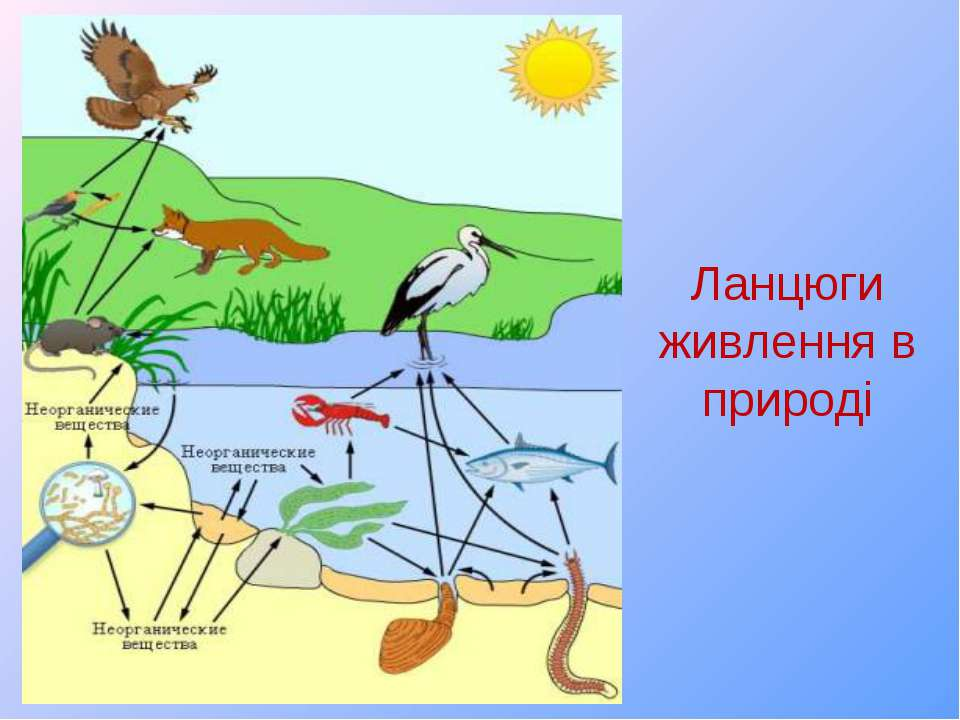 Неорганические
вещества
Неорганические
вещества
Неорганические
вещества
Ланцюги
живлення в
природі